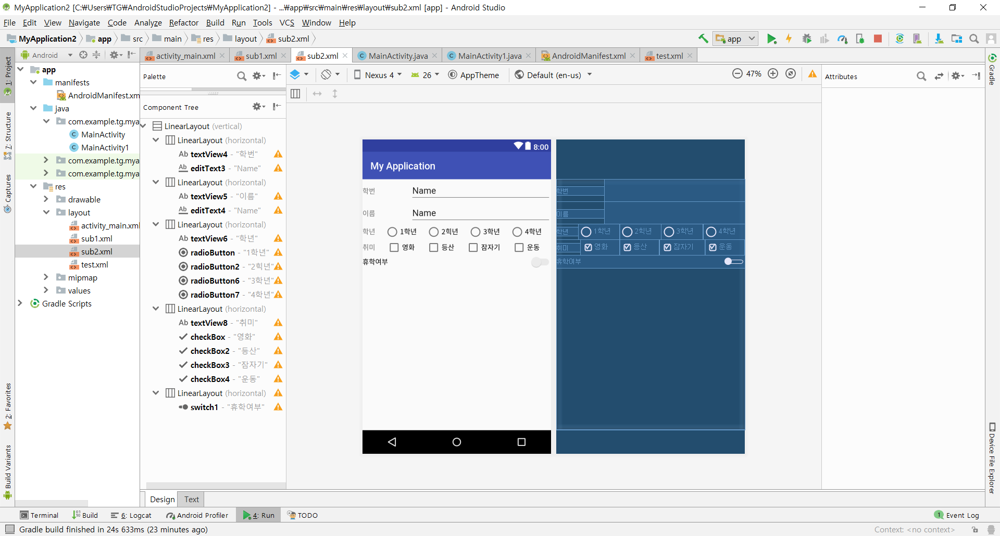 MyApplication2 [C:₩Users₩TG₩AndroidStudioProjects₩MyApplication2] - ...₩app₩src₩main₩res₩layout₩sub2.xml [app] - Android Studio
File Edit View Navigate Code Analyze Refactor Build Run Tools VCS Window Help
MyApplication2 app src main res layout sub2.xml
app
Android
activity_main.xml sub1.xml sub2.xml MainActivity.java MainActivity1.java AndroidManifest.xml test.xml
1: Project
7: Structure
Captures
2: Favorites
Build Variants
app
manifests
AndroidManifest.xm
java
com.example.tg.mya
MainActivity
MainActivity1
com.example.tg.mya
com.example.tg.mya
res
drawable
layout
activity_main.xml
sub1.xml
sub2.xml
test.xml
mipmap
values
Gradle Scripts
Palette
Component Tree
LinearLayout (vertical)
LinearLayout (horizontal)
Ab textView4 - "학번"
Ab editText3 - "Name"
LinearLayout (horizontal)
Ab textView5 - "이름"
Ab editText4 - "Name"
LinearLayout (horizontal)
Ab textView6 - "학년"
radioButton - "1학년"
radioButton2 - "2힉년"
radioButton6 - "3학년"
radioButton7 - "4학년"
LinearLayout (horizontal)
Ab textView8 - "취미"
checkBox - "영화"
checkBox2 - "등산"
checkBox3 - "잠자기"
checkBox4 - "운동"
LinearLayout (horizontal)
switch1 - "휴학여부"
Nexus 4 26 AppTheme Default (en-us) 47%
8:00
My Application
학번 Name
이름 Name
학년 1학년 2힉년 3학년 4학년
취미 영화 등산 잠자기 운동
휴학여부
학번
이름
학년 1학년 2힉년 3학년 4학년
취미 영화 등산 잠자기 운동
휴학여부
Attributes
Gradle
Device File Explorer
Design Text
Terminal Build 6: Logcat Android Profiler 4: Run TODO
1 Event Log
Gradle build finished in 24s 633ms (23 minutes ago)
Context: <no context>